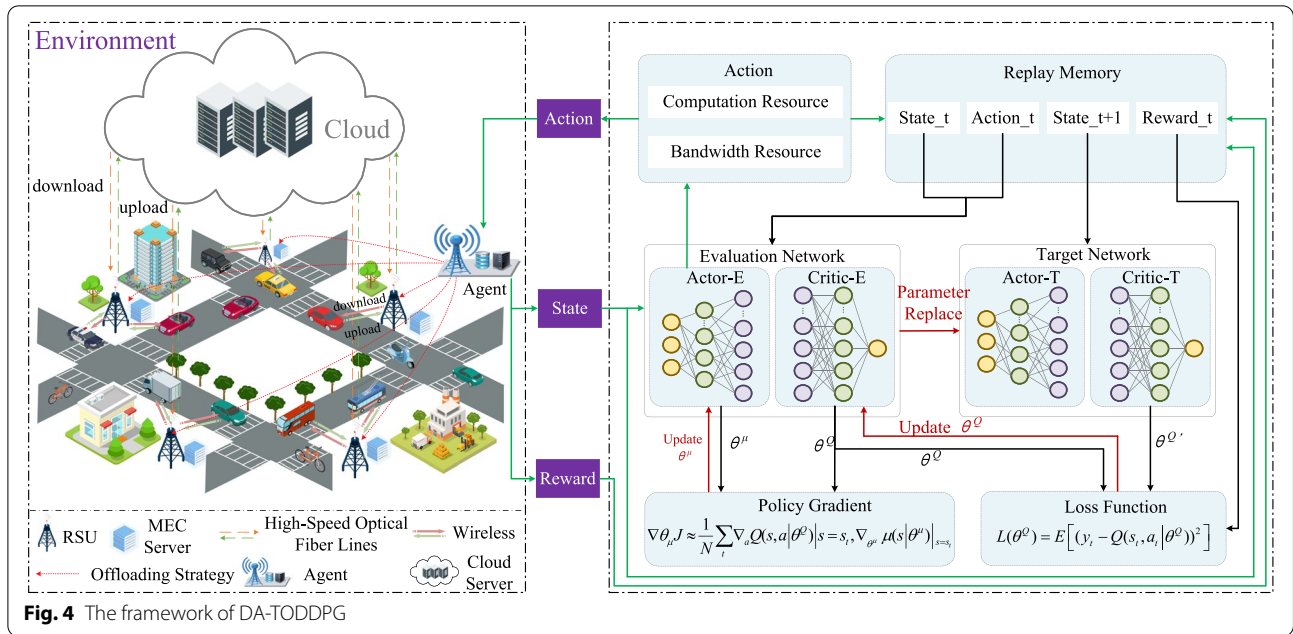 Environment
Cloud
download
upload
Agent
download
upload
RSU
MEC
Server
High-Speed Optical
Fiber Lines
Wireless
Offloading Strategy
Agent
Cloud
Server
Action
State
Reward
Action
Computation Resource
Bandwidth Resource
Replay Memory
State_t
Action_t
State_t+1
Reward_t
Evaluation Network
Actor-E
Critic-E
Parameter
Replace
Target Network
Actor-T
Critic-T
Update
θ^μ
θ^μ
θ^Q
Update θ^Q
θ^Q
θ^Q'
Policy Gradient
∇θ_μ J ≈ 1/N ∑_t ∇_a Q(s,a|θ^Q)|s = s_t, ∇_θ^μ μ(s|θ^μ)|_s=s_t
Loss Function
L(θ^Q) = E[(y_t − Q(s_t, a_t|θ^Q))^2]
Fig. 4 The framework of DA-TODDPG